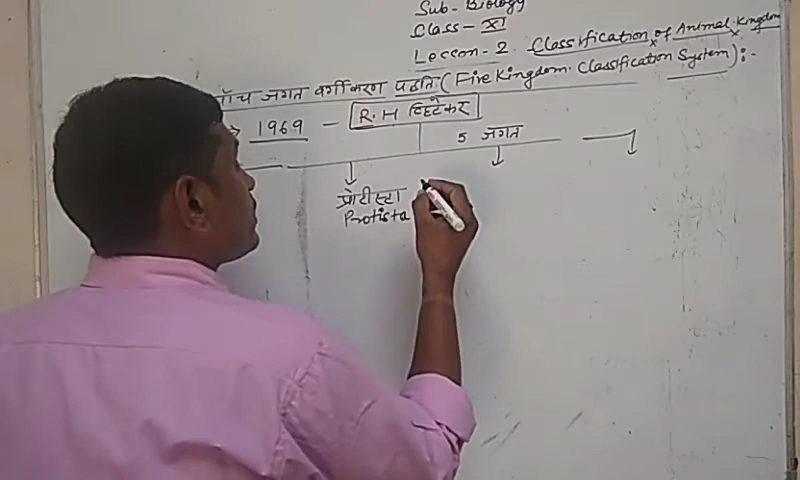 Sub- Biology
Class- XI
Leccon-2. Classification of Animal Kingdom
पाँच जगत वर्गीकरण पद्धति (Five Kingdom Classification System):-
→ 1969 - R.H व्हिटेकर
5 जगत
प्रोटिस्टा
Protista